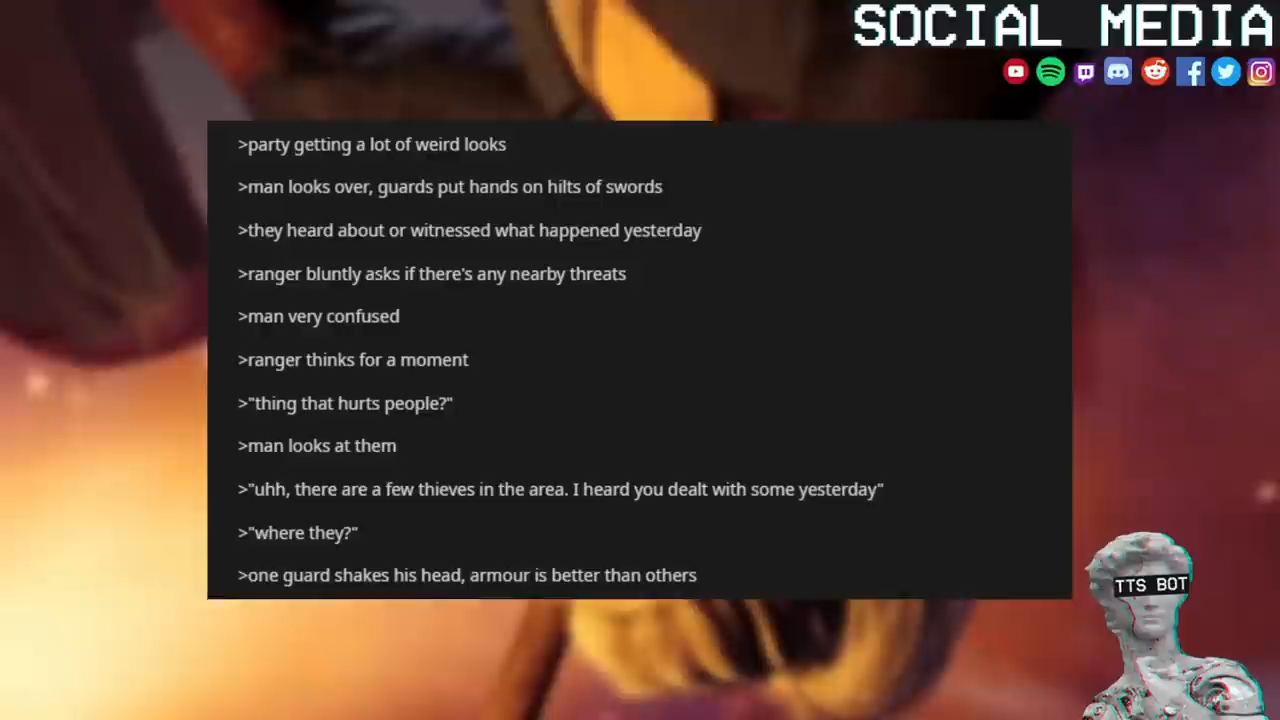 SOCIAL MEDIA
>party getting a lot of weird looks
>man looks over, guards put hands on hilts of swords
>they heard about or witnessed what happened yesterday
>ranger bluntly asks if there's any nearby threats
>man very confused
>ranger thinks for a moment
>"thing that hurts people?"
>man looks at them
>"uhh, there are a few thieves in the area. I heard you dealt with some yesterday"
>"where they?"
>one guard shakes his head, armour is better than others
TTS BOT